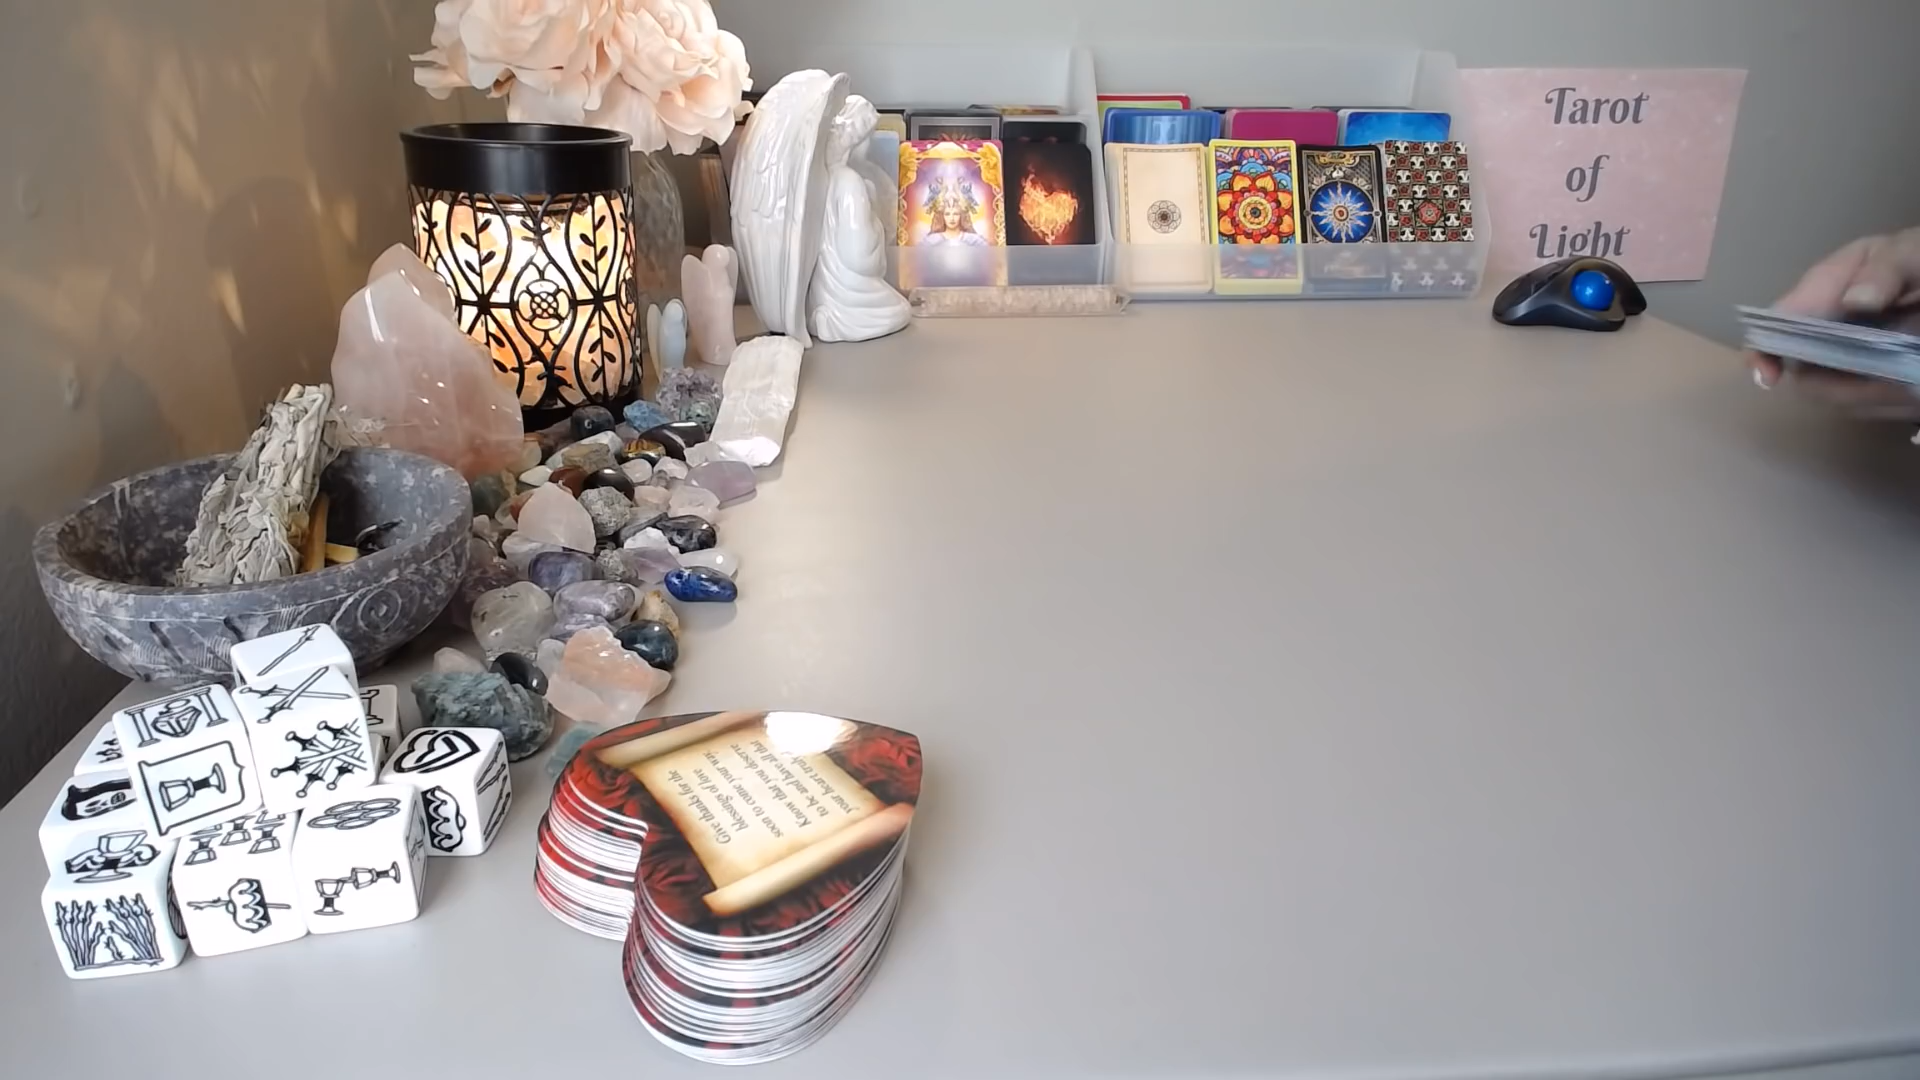 Tarot
of
Light
Give thanks for the
blessings of love
soon to come your way.
Know that you deserve
to be and have all that
your heart truly